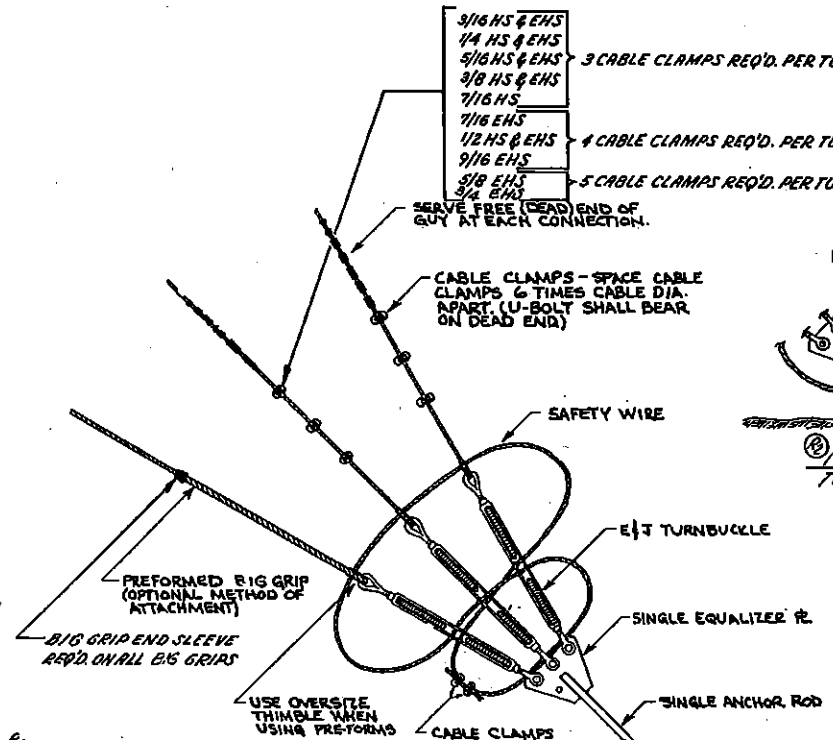 3/16 HS & EHS
1/4 HS & EHS
5/16 HS & EHS
3/8 HS & EHS
7/16 HS
3 CABLE CLAMPS REQ'D. PER
7/16 EHS
1/2 HS & EHS
9/16 EHS
4 CABLE CLAMPS REQ'D. PER
5/8 EHS
3/4 EHS
5 CABLE CLAMPS REQ'D. PER
SERVE FREE (DEAD) END OF
GUY AT EACH CONNECTION.
CABLE CLAMPS - SPACE CABLE
CLAMPS 6 TIMES CABLE DIA.
APART. (U-BOLT SHALL BEAR
ON DEAD END)
SAFETY WIRE
E&J TURNBUCKLE
PREFORMED BIG GRIP
(OPTIONAL METHOD OF
ATTACHMENT)
SINGLE EQUALIZER PL
BIG GRIP END SLEEVE
REQ'D. ON ALL BIG GRIPS
USE OVERSIZE
THIMBLE WHEN
USING PRE-FORMS
CABLE CLAMPS
SINGLE ANCHOR ROD